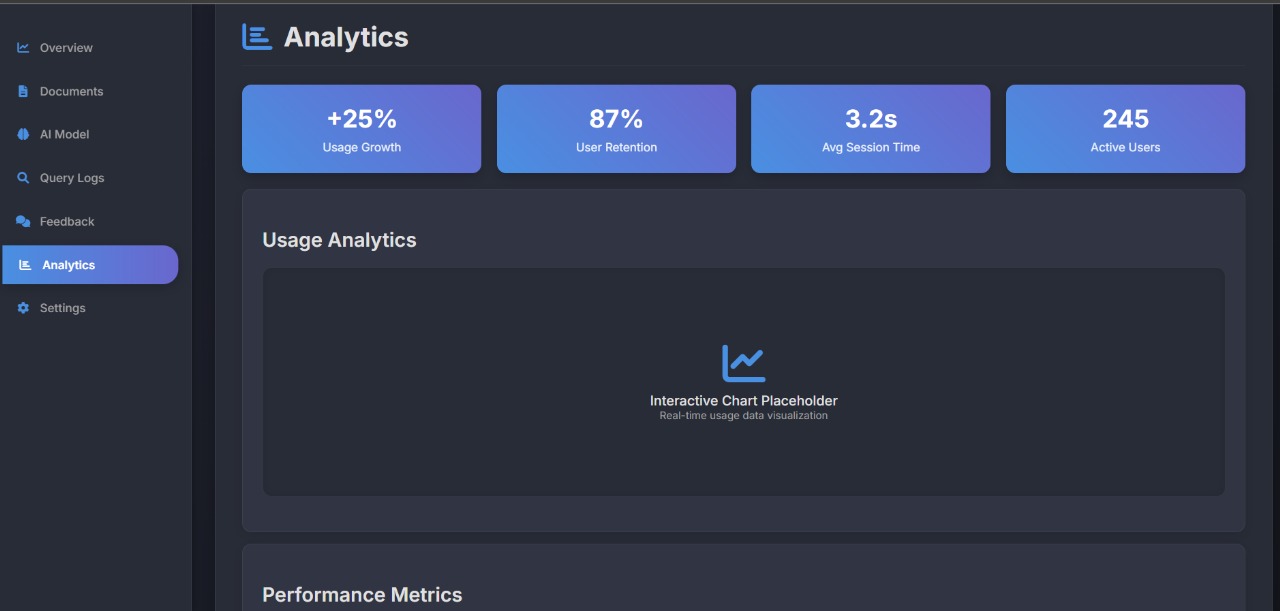 Overview
Documents
AI Model
Query Logs
Feedback
Analytics
Settings
Analytics
+25%
Usage Growth
87%
User Retention
3.2s
Avg Session Time
245
Active Users
Usage Analytics
Interactive Chart Placeholder
Real-time usage data visualization
Performance Metrics